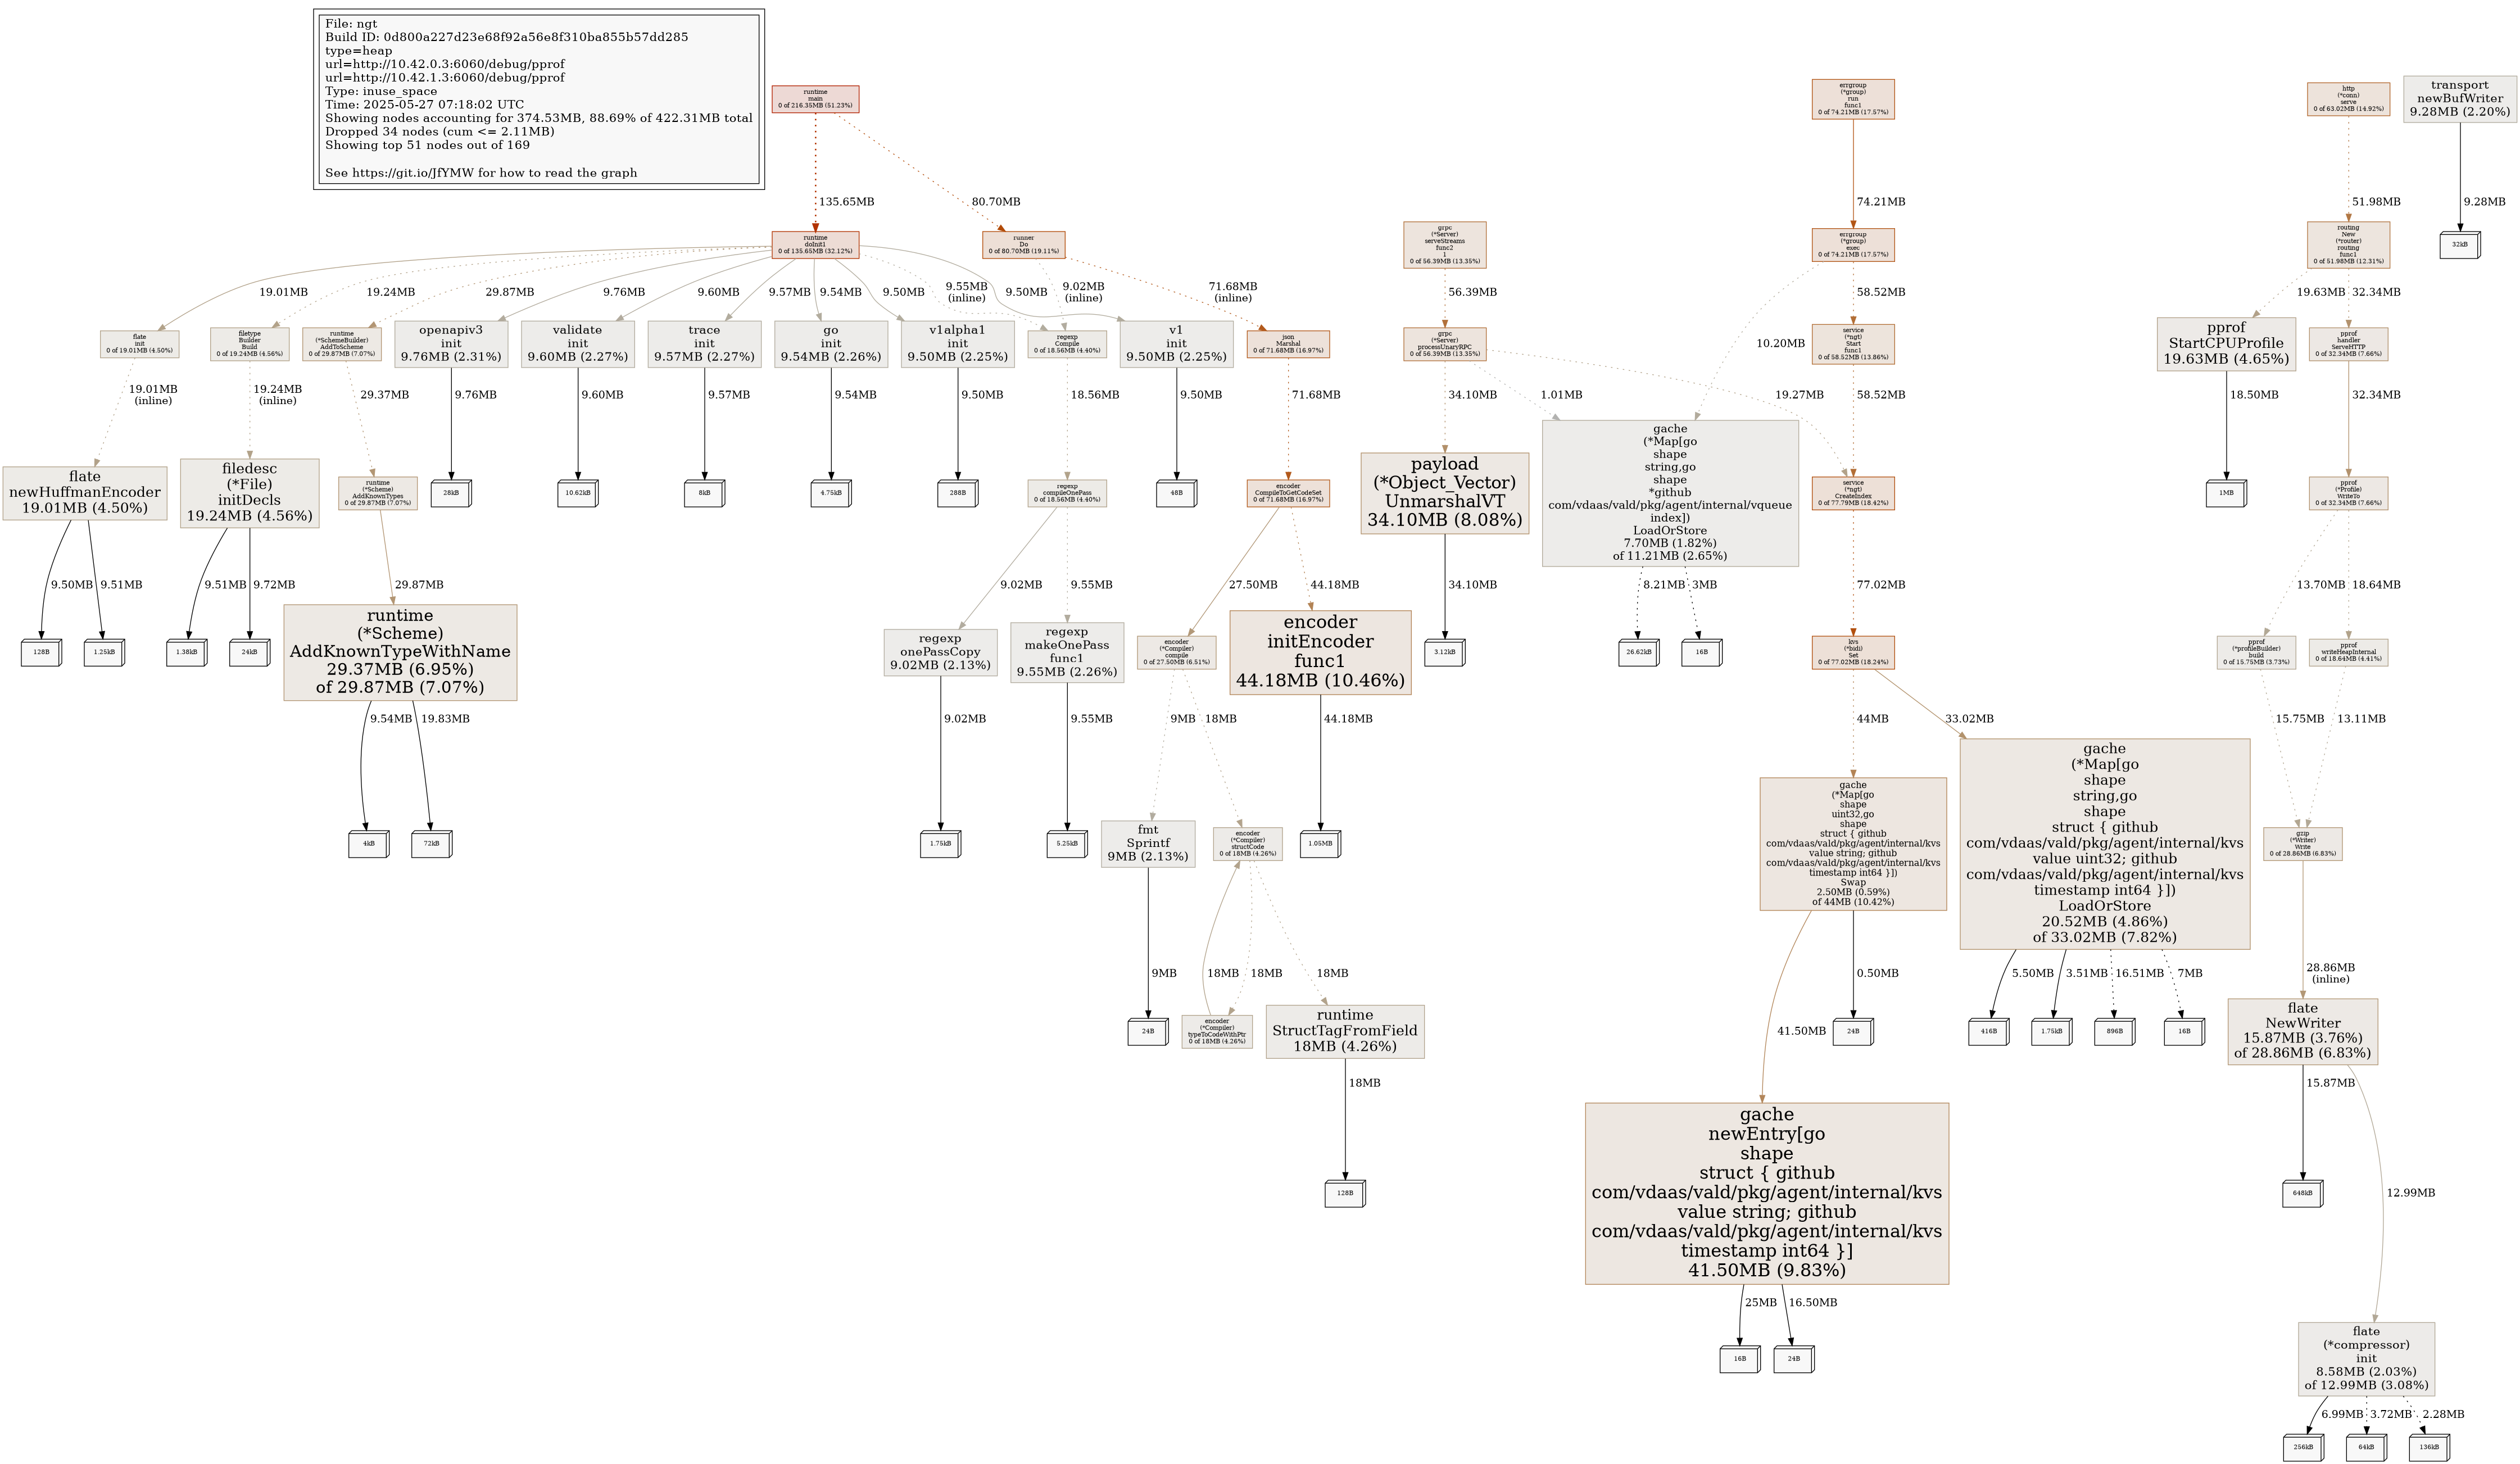 File: ngt
Build ID: 0d800a227d23e68f92a56e8f310ba855b57dd285
type=heap
url=http://10.42.0.3:6060/debug/pprof
url=http://10.42.1.3:6060/debug/pprof
Type: inuse_space
Time: 2025-05-27 07:18:02 UTC
Showing nodes accounting for 374.53MB, 88.69% of 422.31MB total
Dropped 34 nodes (cum <= 2.11MB)
Showing top 51 nodes out of 169
See https://git.io/JfYMW for how to read the graph
runtime
main
0 of 216.35MB (51.23%)
errgroup
(*group)
run
func1
0 of 74.21MB (17.57%)
http
(*conn)
serve
0 of 63.02MB (14.92%)
transport
newBufWriter
9.28MB (2.20%)
135.65MB
80.70MB
74.21MB
51.98MB
9.28MB
runtime
doInit1
0 of 135.65MB (32.12%)
runner
Do
0 of 80.70MB (19.11%)
grpc
(*Server)
serveStreams
func2
1
0 of 56.39MB (13.35%)
errgroup
(*group)
exec
0 of 74.21MB (17.57%)
routing
New
(*router)
routing
func1
0 of 51.98MB (12.31%)
32kB
19.01MB
19.24MB
29.87MB
9.76MB
9.60MB
9.57MB
9.54MB
9.50MB
9.55MB
(inline)
9.50MB
9.02MB
(inline)
71.68MB
(inline)
56.39MB
10.20MB
58.52MB
19.63MB
32.34MB
flate
init
0 of 19.01MB (4.50%)
filetype
Builder
Build
0 of 19.24MB (4.56%)
runtime
(*SchemeBuilder)
AddToScheme
0 of 29.87MB (7.07%)
openapiv3
init
9.76MB (2.31%)
validate
init
9.60MB (2.27%)
trace
init
9.57MB (2.27%)
go
init
9.54MB (2.26%)
v1alpha1
init
9.50MB (2.25%)
regexp
Compile
0 of 18.56MB (4.40%)
v1
init
9.50MB (2.25%)
json
Marshal
0 of 71.68MB (16.97%)
grpc
(*Server)
processUnaryRPC
0 of 56.39MB (13.35%)
service
(*ngt)
Start
func1
0 of 58.52MB (13.86%)
pprof
StartCPUProfile
19.63MB (4.65%)
pprof
handler
ServeHTTP
0 of 32.34MB (7.66%)
19.01MB
(inline)
19.24MB
(inline)
29.37MB
9.76MB
9.60MB
9.57MB
9.54MB
9.50MB
18.56MB
9.50MB
71.68MB
34.10MB
1.01MB
19.27MB
58.52MB
18.50MB
32.34MB
flate
newHuffmanEncoder
19.01MB (4.50%)
filedesc
(*File)
initDecls
19.24MB (4.56%)
runtime
(*Scheme)
AddKnownTypes
0 of 29.87MB (7.07%)
28kB
10.62kB
8kB
4.75kB
288B
regexp
compileOnePass
0 of 18.56MB (4.40%)
48B
encoder
CompileToGetCodeSet
0 of 71.68MB (16.97%)
payload
(*Object_Vector)
UnmarshalVT
34.10MB (8.08%)
gache
(*Map[go
shape
string,go
shape
*github
com/vdaas/vald/pkg/agent/internal/vqueue
index])
LoadOrStore
7.70MB (1.82%)
of 11.21MB (2.65%)
service
(*ngt)
CreateIndex
0 of 77.79MB (18.42%)
1MB
pprof
(*Profile)
WriteTo
0 of 32.34MB (7.66%)
9.50MB
9.51MB
9.51MB
9.72MB
29.87MB
9.02MB
9.55MB
27.50MB
44.18MB
34.10MB
8.21MB
3MB
77.02MB
13.70MB
18.64MB
128B
1.25kB
1.38kB
24kB
runtime
(*Scheme)
AddKnownTypeWithName
29.37MB (6.95%)
of 29.87MB (7.07%)
regexp
onePassCopy
9.02MB (2.13%)
regexp
makeOnePass
func1
9.55MB (2.26%)
encoder
(*Compiler)
compile
0 of 27.50MB (6.51%)
encoder
initEncoder
func1
44.18MB (10.46%)
3.12kB
26.62kB
16B
kvs
(*bidi)
Set
0 of 77.02MB (18.24%)
pprof
(*profileBuilder)
build
0 of 15.75MB (3.73%)
pprof
writeHeapInternal
0 of 18.64MB (4.41%)
9.54MB
19.83MB
9.02MB
9.55MB
9MB
18MB
44.18MB
44MB
33.02MB
15.75MB
13.11MB
4kB
72kB
1.75kB
5.25kB
fmt
Sprintf
9MB (2.13%)
encoder
(*Compiler)
structCode
0 of 18MB (4.26%)
1.05MB
gache
(*Map[go
shape
uint32,go
shape
struct { github
com/vdaas/vald/pkg/agent/internal/kvs
value string; github
com/vdaas/vald/pkg/agent/internal/kvs
timestamp int64 }])
Swap
2.50MB (0.59%)
of 44MB (10.42%)
gache
(*Map[go
shape
string,go
shape
struct { github
com/vdaas/vald/pkg/agent/internal/kvs
value uint32; github
com/vdaas/vald/pkg/agent/internal/kvs
timestamp int64 }])
LoadOrStore
20.52MB (4.86%)
of 33.02MB (7.82%)
gzip
(*Writer)
Write
0 of 28.86MB (6.83%)
9MB
18MB
18MB
18MB
41.50MB
0.50MB
5.50MB
3.51MB
16.51MB
7MB
28.86MB
(inline)
24B
encoder
(*Compiler)
typeToCodeWithPtr
0 of 18MB (4.26%)
runtime
StructTagFromField
18MB (4.26%)
24B
416B
1.75kB
896B
16B
flate
NewWriter
15.87MB (3.76%)
of 28.86MB (6.83%)
18MB
15.87MB
12.99MB
128B
gache
newEntry[go
shape
struct { github
com/vdaas/vald/pkg/agent/internal/kvs
value string; github
com/vdaas/vald/pkg/agent/internal/kvs
timestamp int64 }]
41.50MB (9.83%)
648kB
25MB
16.50MB
16B
24B
flate
(*compressor)
init
8.58MB (2.03%)
of 12.99MB (3.08%)
6.99MB
3.72MB
2.28MB
256kB
64kB
136kB